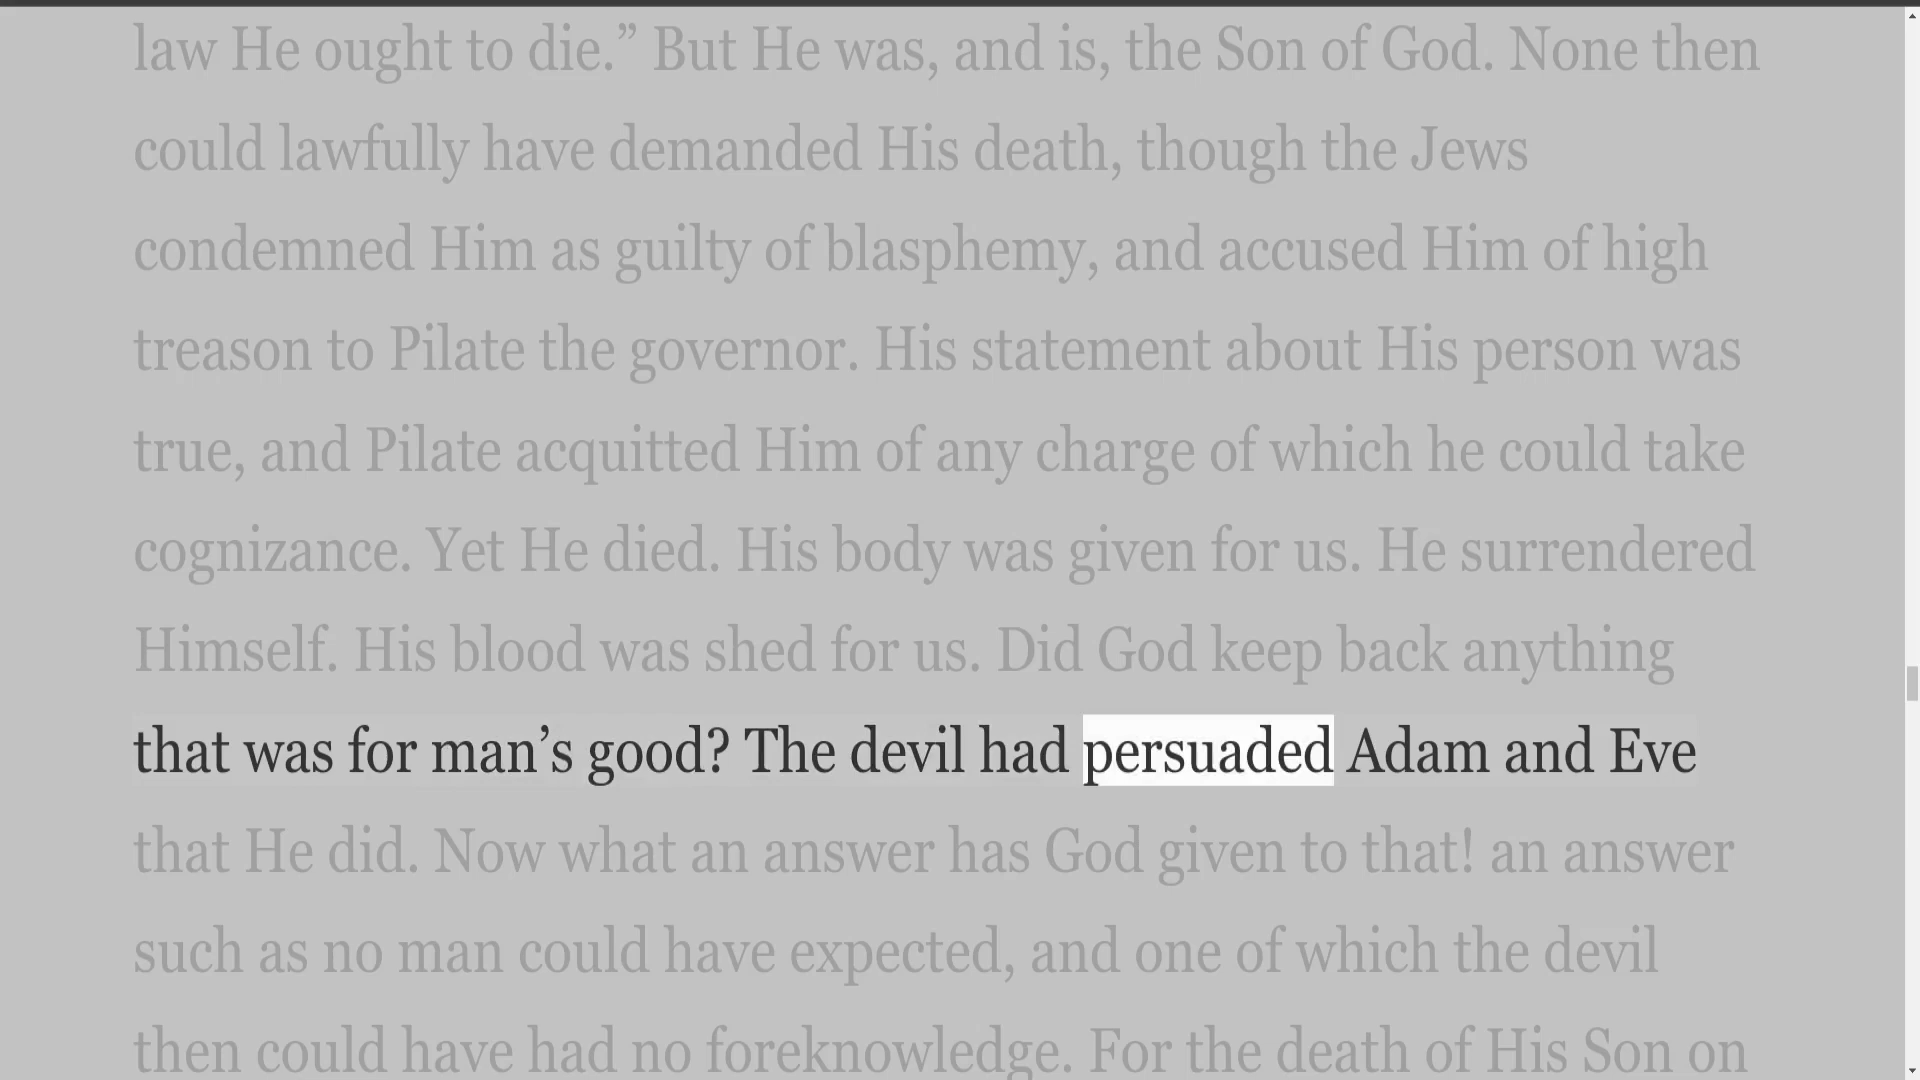 law He ought to die.” But He was, and is, the Son of God. None then
could lawfully have demanded His death, though the Jews
condemned Him as guilty of blasphemy, and accused Him of high
treason to Pilate the governor. His statement about His person was
true, and Pilate acquitted Him of any charge of which he could take
cognizance. Yet He died. His body was given for us. He surrendered
Himself. His blood was shed for us. Did God keep back anything
that was for man’s good? The devil had persuaded Adam and Eve
that He did. Now what an answer has God given to that! an answer
such as no man could have expected, and one of which the devil
then could have had no foreknowledge. For the death of His Son on